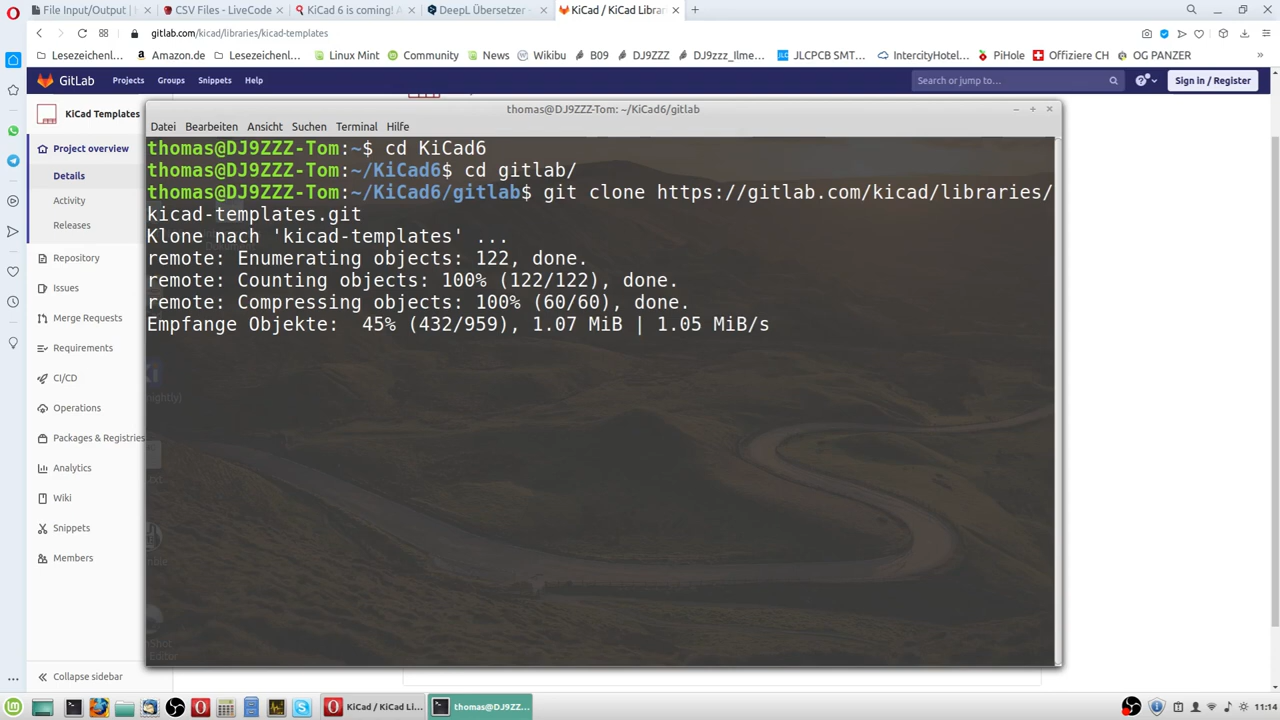 File Input/Output |
CSV Files - LiveCode
KiCad 6 is coming! A
DeepL Übersetzer –
KiCad / KiCad Librar
gitlab.com/kicad/libraries/kicad-templates
Lesezeichenl...
Amazon.de
Lesezeichenl...
Linux Mint
Community
News
Wikibu
B09
DJ9ZZZ
DJ9zzz_Ilme...
JLCPCB SMT...
IntercityHotel...
PiHole
Offiziere CH
OG PANZER
»
GitLab
Projects
Groups
Snippets
Help
Search or jump to...
Sign in / Register
KiCad Templates
Project overview
Details
Activity
Releases
Repository
Issues
Merge Requests
Requirements
CI/CD
Operations
Packages & Registries
Analytics
Wiki
Snippets
Members
Collapse sidebar
thomas@DJ9ZZZ-Tom: ~/KiCad6/gitlab
Datei Bearbeiten Ansicht Suchen Terminal Hilfe
thomas@DJ9ZZZ-Tom:~$ cd KiCad6
thomas@DJ9ZZZ-Tom:~/KiCad6$ cd gitlab/
thomas@DJ9ZZZ-Tom:~/KiCad6/gitlab$ git clone https://gitlab.com/kicad/libraries/
kicad-templates.git
Klone nach 'kicad-templates' ...
remote: Enumerating objects: 122, done.
remote: Counting objects: 100% (122/122), done.
remote: Compressing objects: 100% (60/60), done.
Empfange Objekte:  45% (432/959), 1.07 MiB | 1.05 MiB/s
KiCad / KiCad Li...
thomas@DJ9ZZ...
11:14